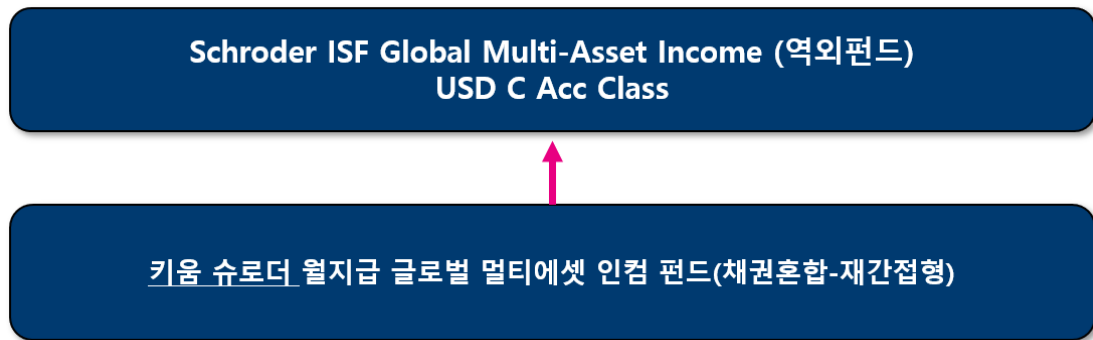 Schroder ISF Global Multi-Asset Income (역외펀드)
USD C Acc Class
키움 슈로더 월지급 글로벌 멀티에셋 인컴 펀드(채권혼합-재간접형)